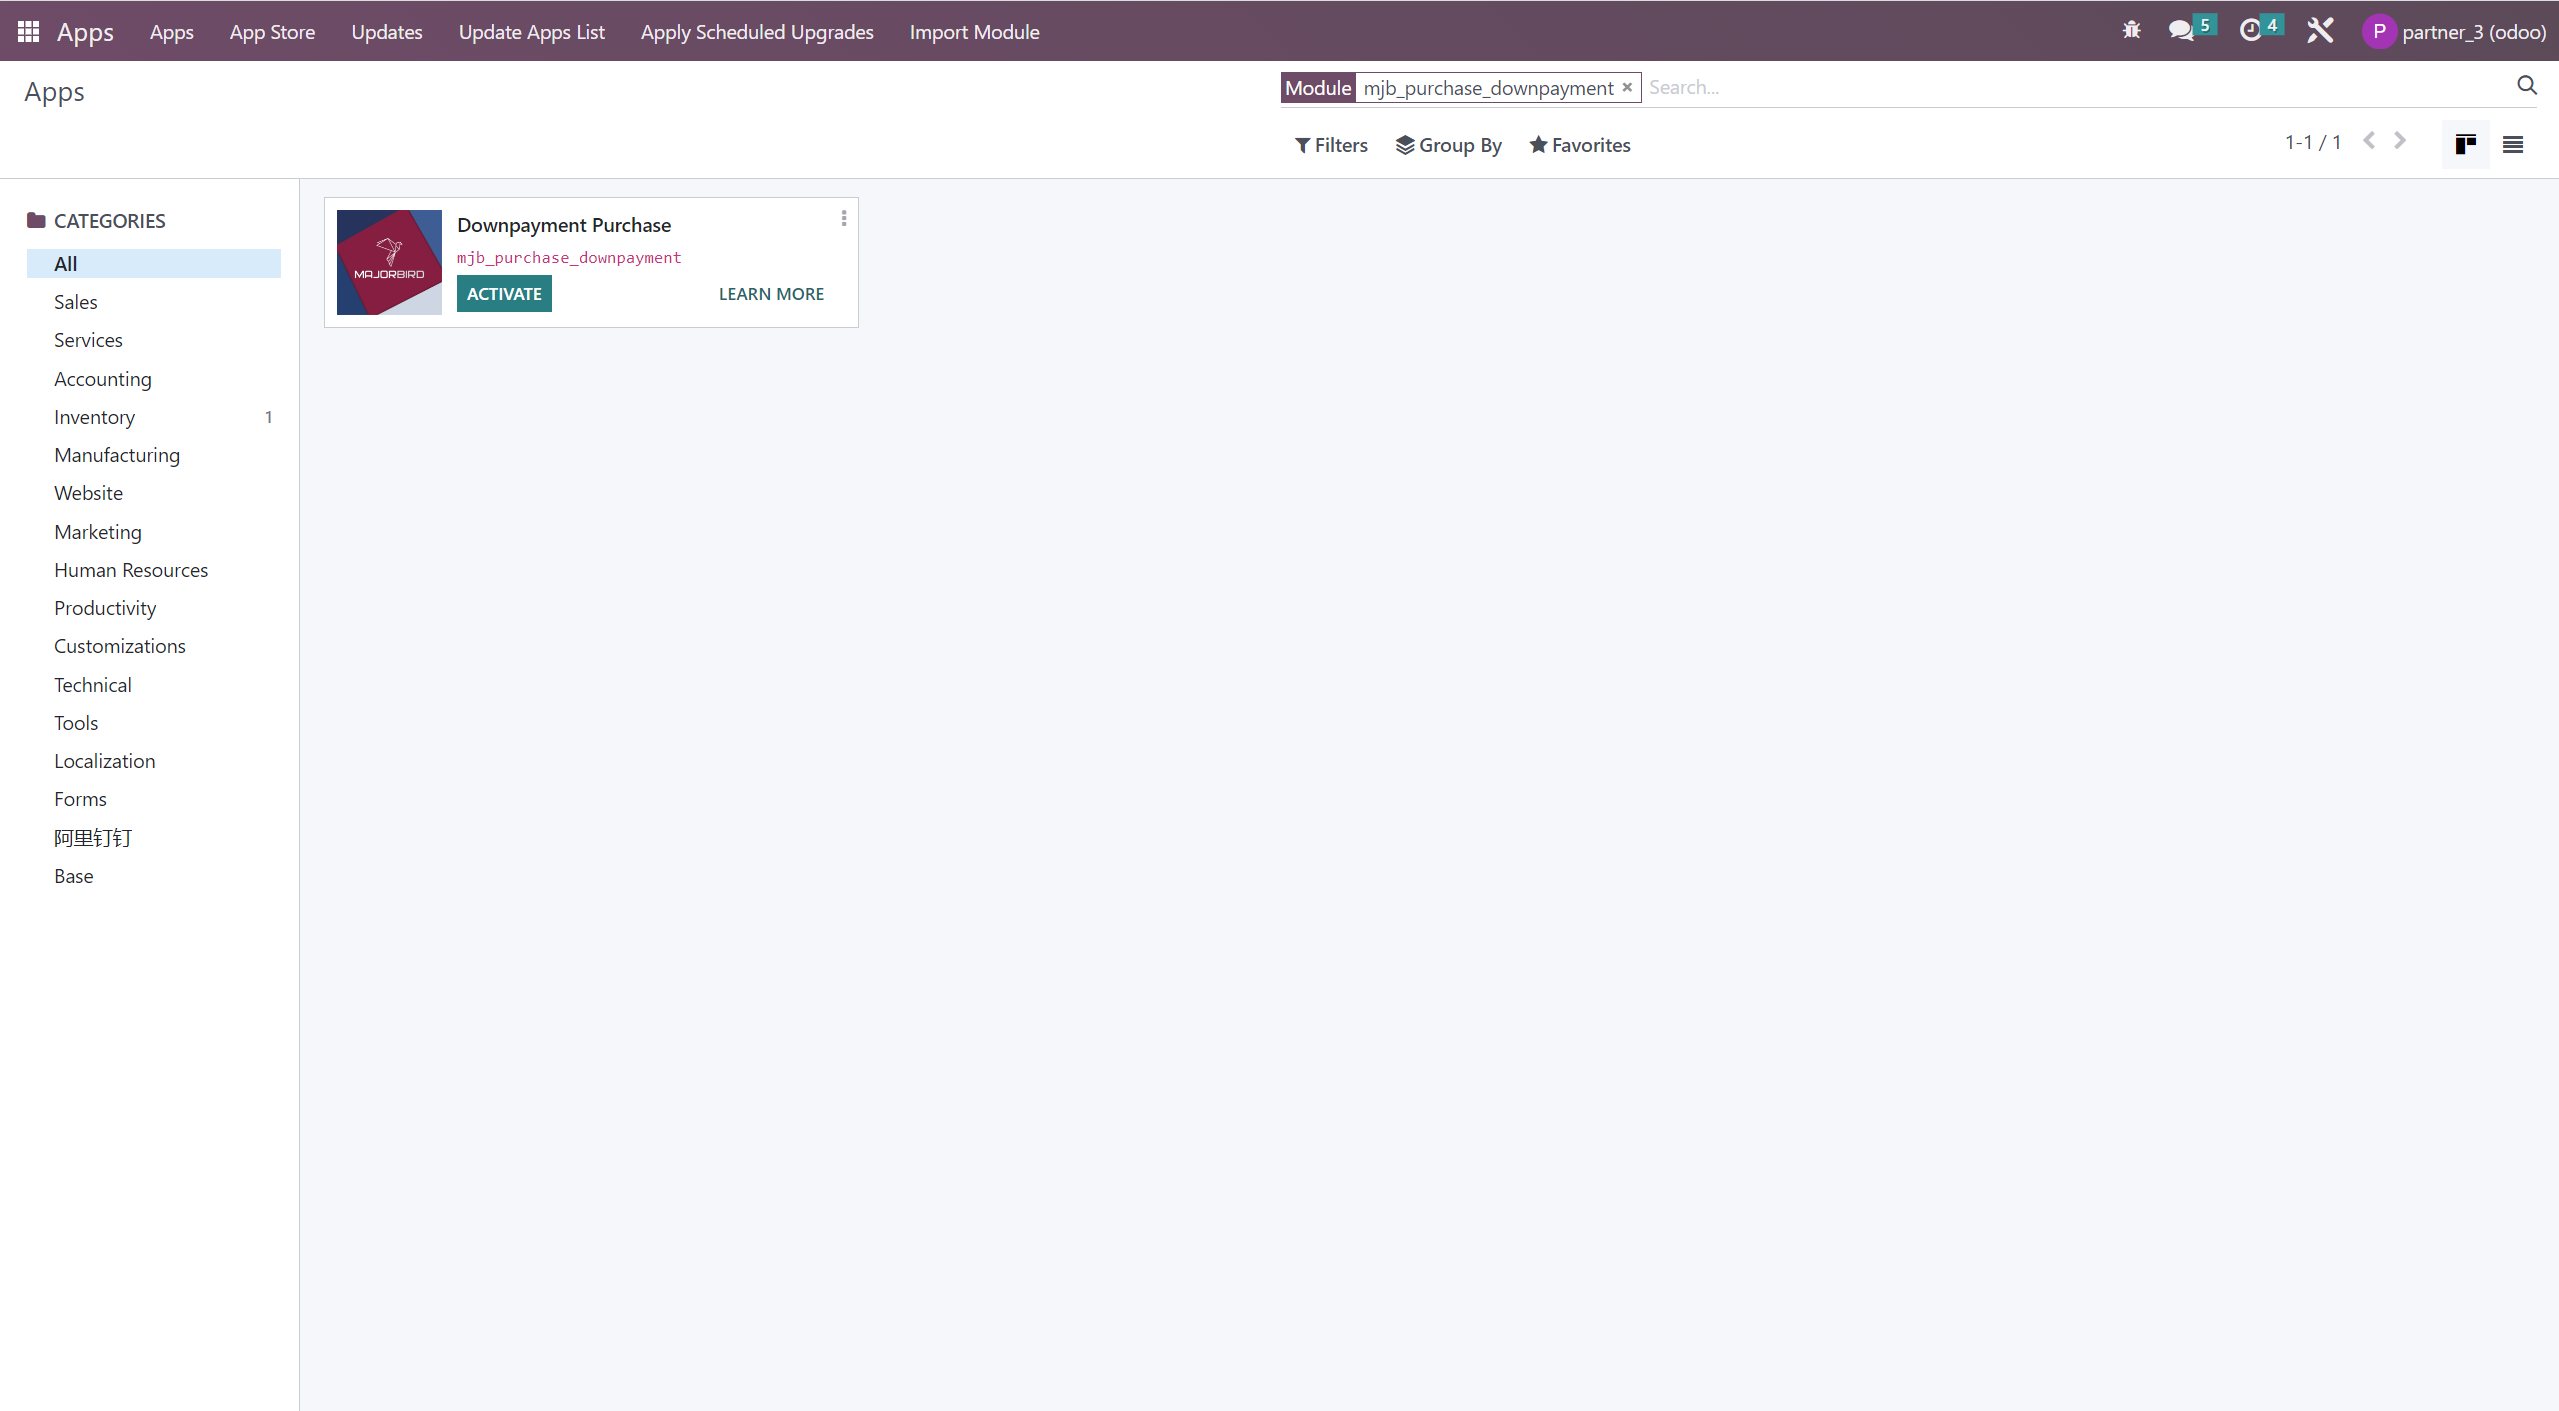 Apps Apps App Store Updates Update Apps List Apply Scheduled Upgrades Import Module 5 4 P partner_3 (odoo)
Apps
Module mjb_purchase_downpayment × Search...
Filters Group By Favorites 1-1 / 1
CATEGORIES
All
Sales
Services
Accounting
Inventory 1
Manufacturing
Website
Marketing
Human Resources
Productivity
Customizations
Technical
Tools
Localization
Forms
阿里钉钉
Base
MAJORBIRD
Downpayment Purchase
mjb_purchase_downpayment
ACTIVATE LEARN MORE